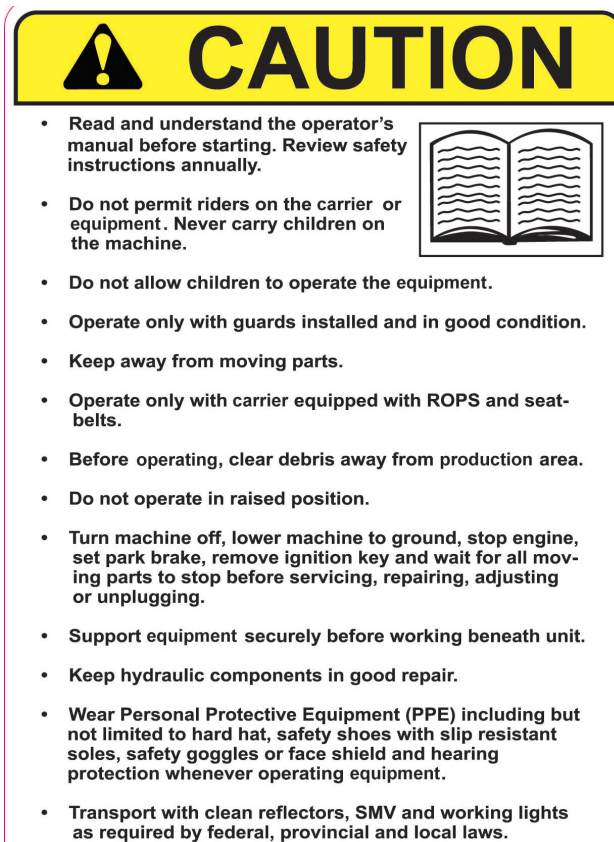 CAUTION
• Read and understand the operator's
manual before starting. Review safety
instructions annually.
• Do not permit riders on the carrier or
equipment. Never carry children on
the machine.
• Do not allow children to operate the equipment.
• Operate only with guards installed and in good condition.
• Keep away from moving parts.
• Operate only with carrier equipped with ROPS and seat-
belts.
• Before operating, clear debris away from production area.
• Do not operate in raised position.
• Turn machine off, lower machine to ground, stop engine,
set park brake, remove ignition key and wait for all mov-
ing parts to stop before servicing, repairing, adjusting
or unplugging.
• Support equipment securely before working beneath unit.
• Keep hydraulic components in good repair.
• Wear Personal Protective Equipment (PPE) including but
not limited to hard hat, safety shoes with slip resistant
soles, safety goggles or face shield and hearing
protection whenever operating equipment.
• Transport with clean reflectors, SMV and working lights
as required by federal, provincial and local laws.